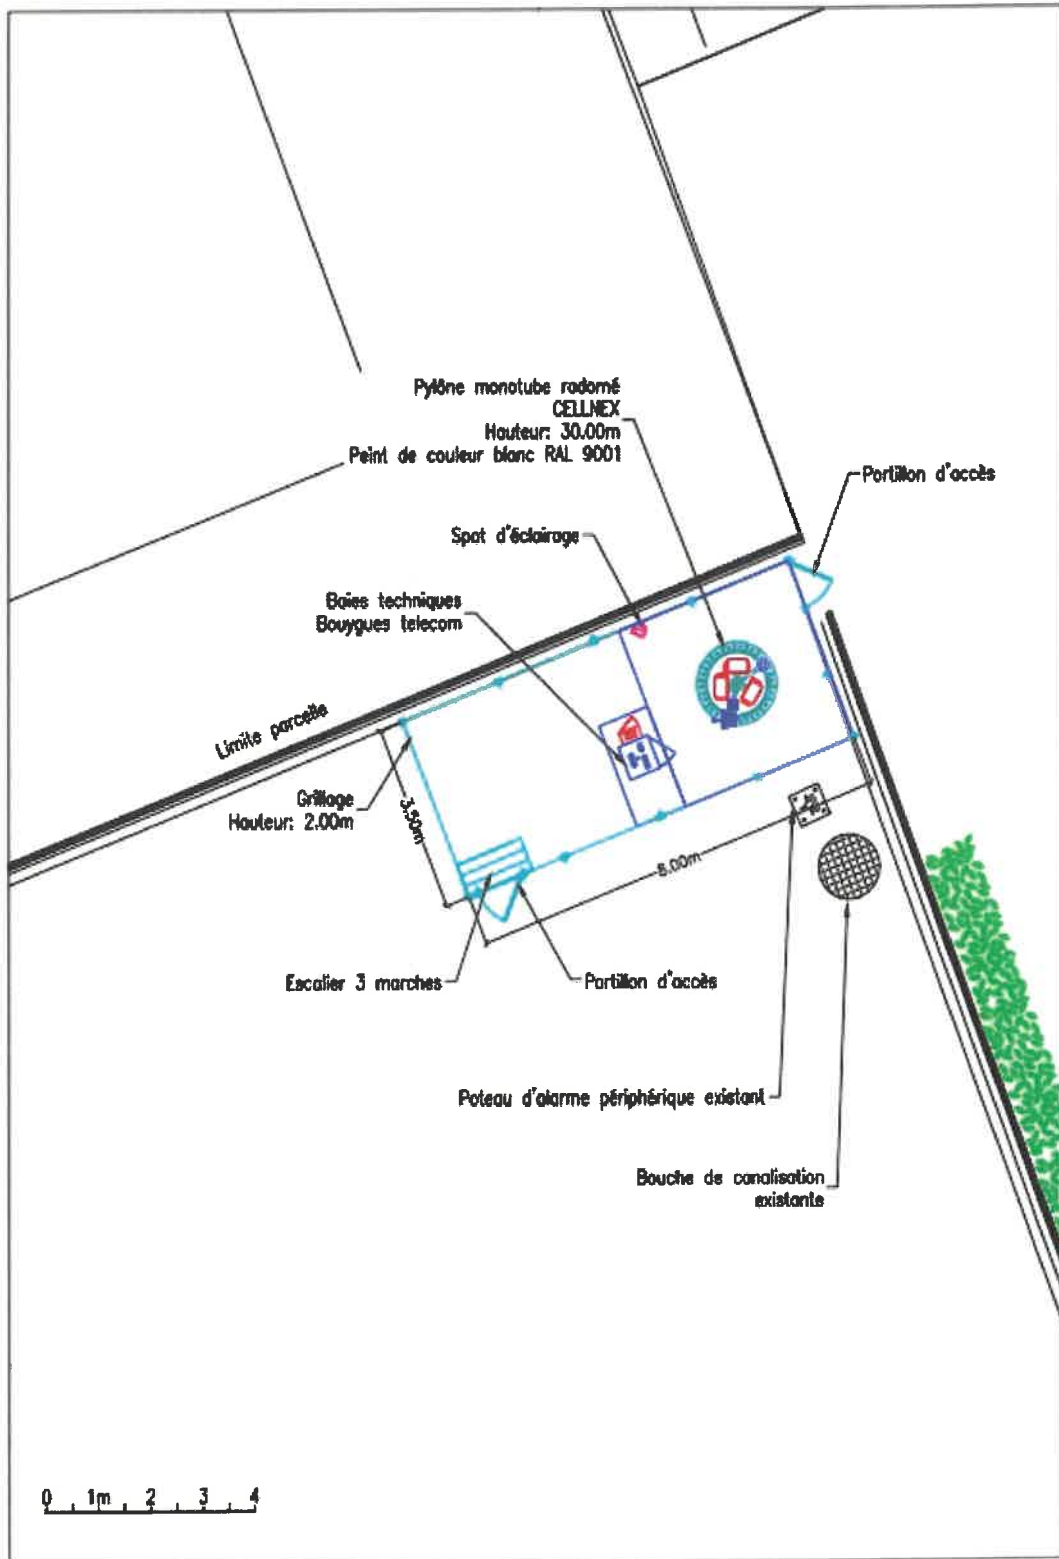 Pylône monotube radomé
CELLNEX
Hauteur: 30.00m
Peint de couleur blanc RAL 9001
Portillon d'accès
Spot d'éclairage
Baies techniques
Bouygues telecom
Limite parcelle
Grillage
Hauteur: 2.00m
3.50m
8.00m
Escalier 3 marches
Portillon d'accès
Poteau d'alarme périphérique existant
Bouche de canalisation
existante
0 1m 2 3 4